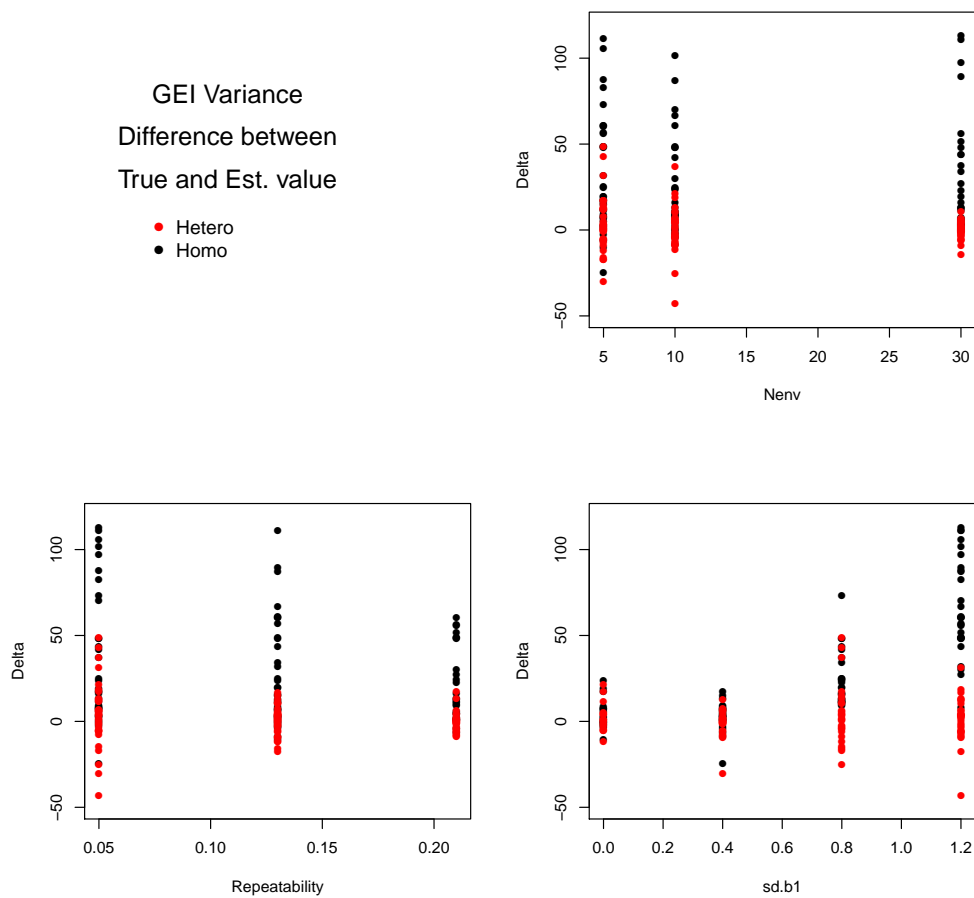 GEI Variance
Difference between
True and Est. value
Hetero
Homo
100
50
0
−50
Delta
5 10 15 20 25 30
Nenv
100
50
0
−50
Delta
0.05 0.10 0.15 0.20
Repeatability
100
50
0
−50
Delta
0.0 0.2 0.4 0.6 0.8 1.0 1.2
sd.b1